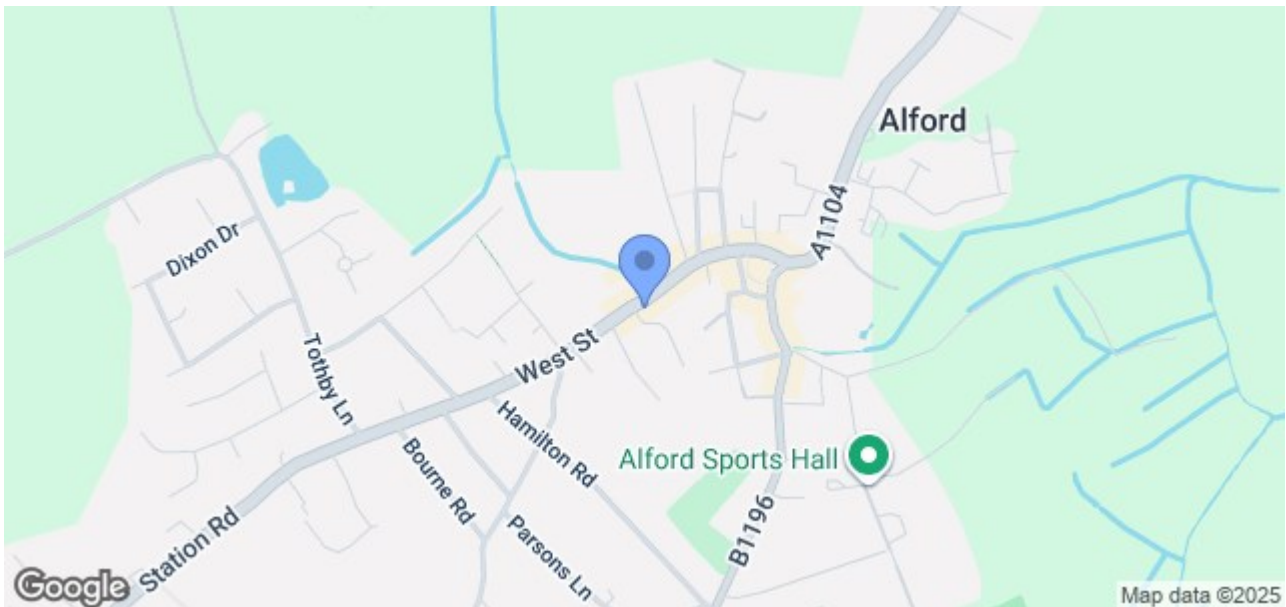 Alford
A1104
Dixon Dr
West St
Tothby Ln
Hamilton Rd
Alford Sports Hall
Bourne Rd
B1196
Parsons Ln
Station Rd
Google
Map data ©2025